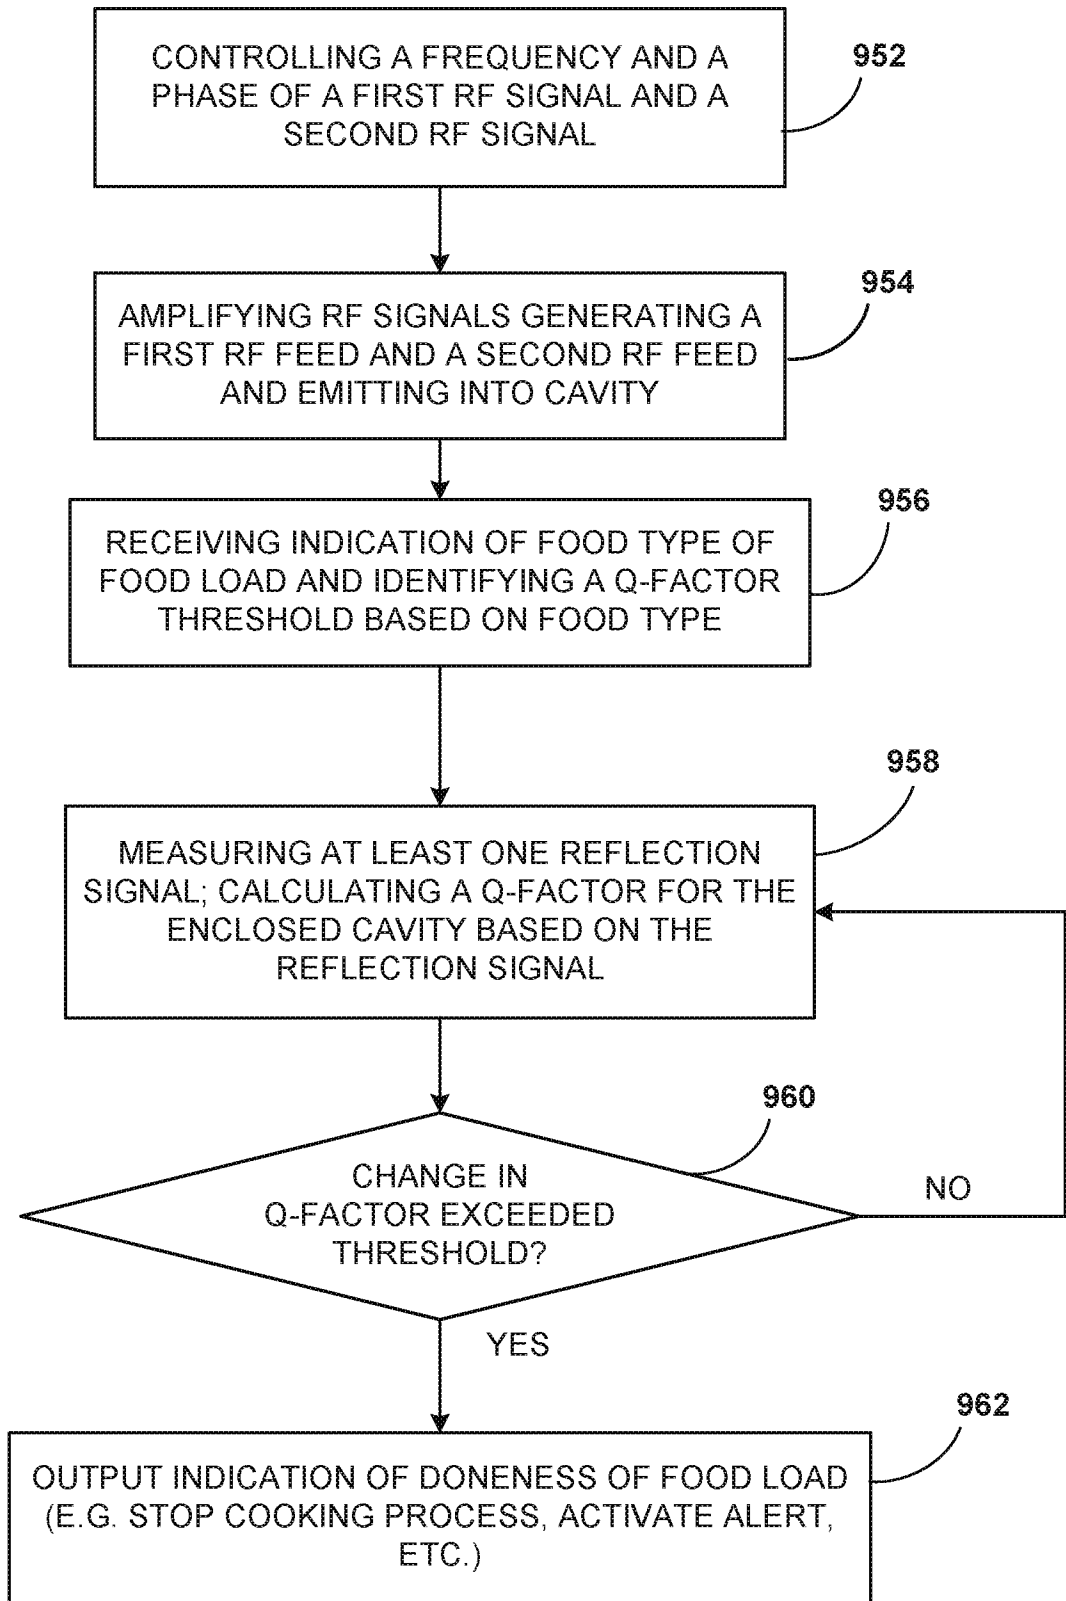 CONTROLLING A FREQUENCY AND A
PHASE OF A FIRST RF SIGNAL AND A
SECOND RF SIGNAL
952
AMPLIFYING RF SIGNALS GENERATING A
FIRST RF FEED AND A SECOND RF FEED
AND EMITTING INTO CAVITY
954
RECEIVING INDICATION OF FOOD TYPE OF
FOOD LOAD AND IDENTIFYING A Q-FACTOR
THRESHOLD BASED ON FOOD TYPE
956
MEASURING AT LEAST ONE REFLECTION
SIGNAL; CALCULATING A Q-FACTOR FOR THE
ENCLOSED CAVITY BASED ON THE
REFLECTION SIGNAL
958
CHANGE IN
Q-FACTOR EXCEEDED
THRESHOLD?
960
NO
YES
OUTPUT INDICATION OF DONENESS OF FOOD LOAD
(E.G. STOP COOKING PROCESS, ACTIVATE ALERT,
ETC.)
962